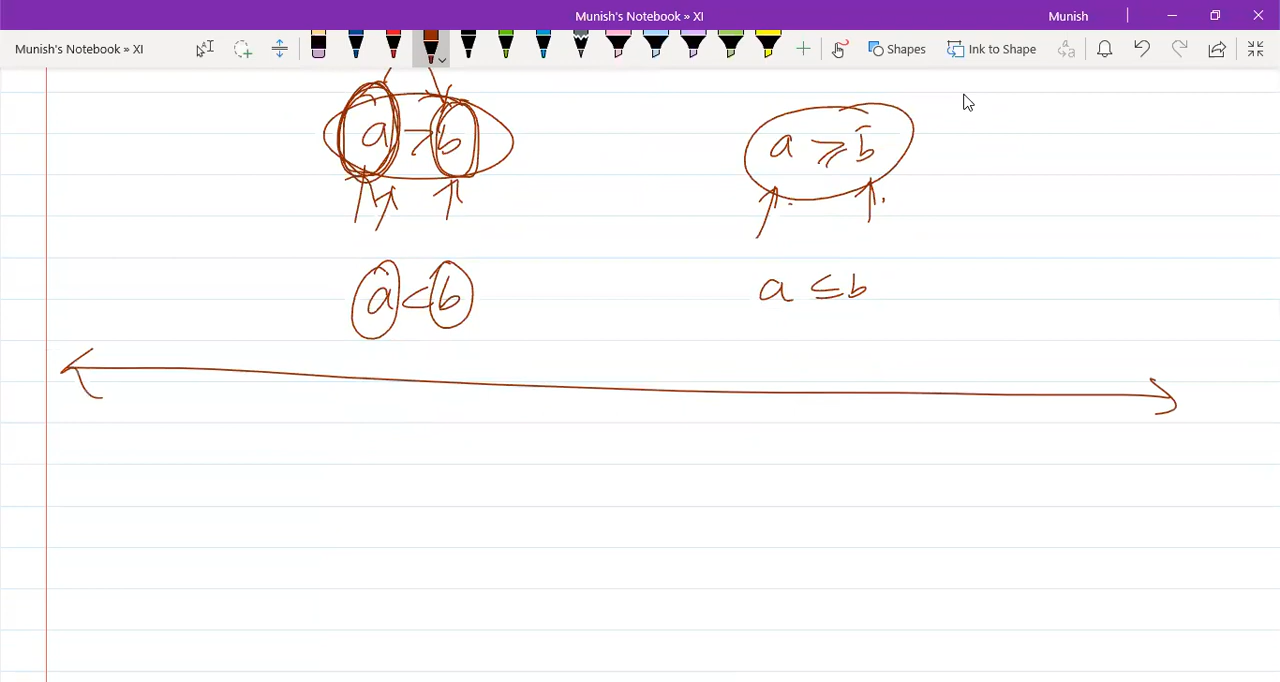 Munish's Notebook » XI
Munish
Munish's Notebook » XI
Shapes
Ink to Shape
a > b
a ⩾ b
a < b
a ≤ b